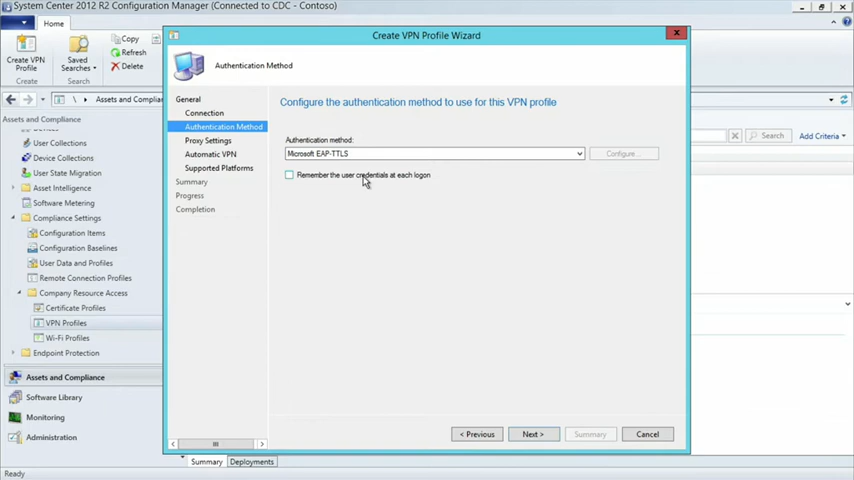 System Center 2012 R2 Configuration Manager (Connected to CDC - Contoso)
Home
Create VPN Profile
Create
Saved Searches
Search
Copy
Refresh
Delete
\ Assets and Complian
Assets and Compliance
User Collections
Device Collections
User State Migration
Asset Intelligence
Software Metering
Compliance Settings
Configuration Items
Configuration Baselines
User Data and Profiles
Remote Connection Profiles
Company Resource Access
Certificate Profiles
VPN Profiles
Wi-Fi Profiles
Endpoint Protection
Assets and Compliance
Software Library
Monitoring
Administration
Ready
Create VPN Profile Wizard
Authentication Method
General
Connection
Authentication Method
Proxy Settings
Automatic VPN
Supported Platforms
Summary
Progress
Completion
Configure the authentication method to use for this VPN profile
Authentication method:
Microsoft EAP-TTLS
Configure...
Remember the user credentials at each logon
< Previous
Next >
Summary
Cancel
Search
Add Criteria
Summary
Deployments